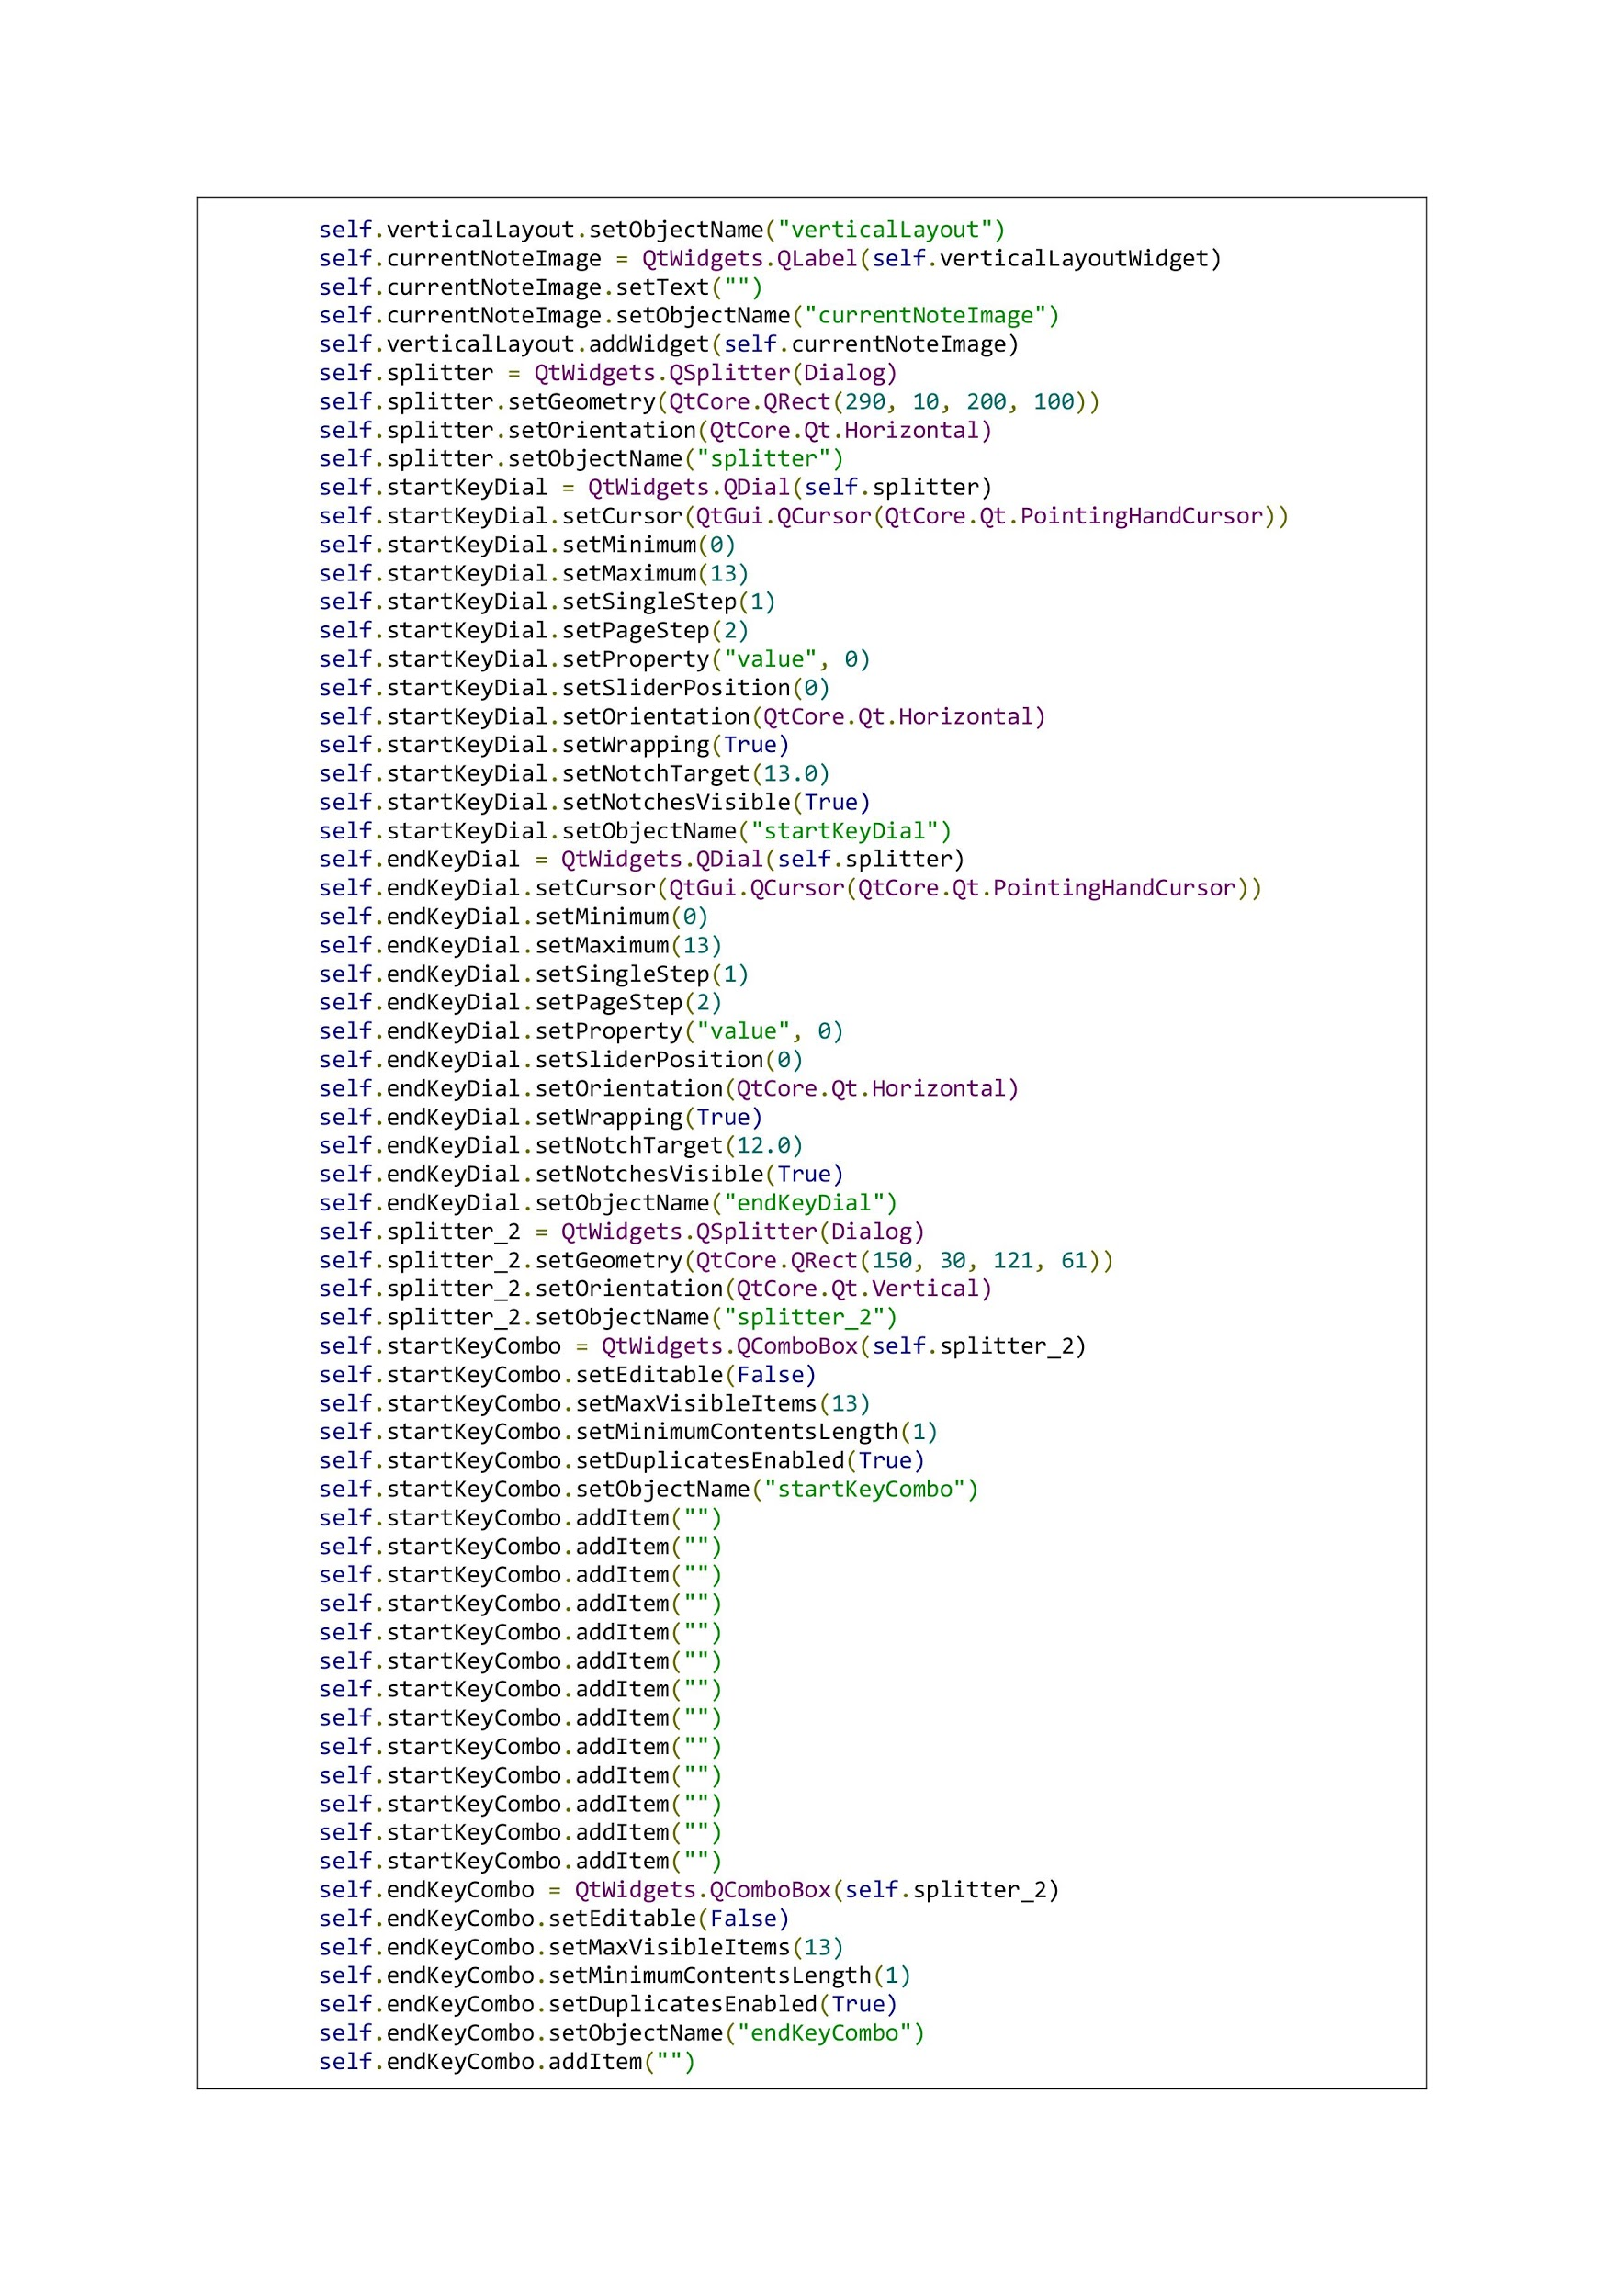 self.verticalLayout.setObjectName("verticalLayout")
self.currentNoteImage = QtWidgets.QLabel(self.verticalLayoutWidget)
self.currentNoteImage.setText("")
self.currentNoteImage.setObjectName("currentNoteImage")
self.verticalLayout.addWidget(self.currentNoteImage)
self.splitter = QtWidgets.QSplitter(Dialog)
self.splitter.setGeometry(QtCore.QRect(290, 10, 200, 100))
self.splitter.setOrientation(QtCore.Qt.Horizontal)
self.splitter.setObjectName("splitter")
self.startKeyDial = QtWidgets.QDial(self.splitter)
self.startKeyDial.setCursor(QtGui.QCursor(QtCore.Qt.PointingHandCursor))
self.startKeyDial.setMinimum(0)
self.startKeyDial.setMaximum(13)
self.startKeyDial.setSingleStep(1)
self.startKeyDial.setPageStep(2)
self.startKeyDial.setProperty("value", 0)
self.startKeyDial.setSliderPosition(0)
self.startKeyDial.setOrientation(QtCore.Qt.Horizontal)
self.startKeyDial.setWrapping(True)
self.startKeyDial.setNotchTarget(13.0)
self.startKeyDial.setNotchesVisible(True)
self.startKeyDial.setObjectName("startKeyDial")
self.endKeyDial = QtWidgets.QDial(self.splitter)
self.endKeyDial.setCursor(QtGui.QCursor(QtCore.Qt.PointingHandCursor))
self.endKeyDial.setMinimum(0)
self.endKeyDial.setMaximum(13)
self.endKeyDial.setSingleStep(1)
self.endKeyDial.setPageStep(2)
self.endKeyDial.setProperty("value", 0)
self.endKeyDial.setSliderPosition(0)
self.endKeyDial.setOrientation(QtCore.Qt.Horizontal)
self.endKeyDial.setWrapping(True)
self.endKeyDial.setNotchTarget(12.0)
self.endKeyDial.setNotchesVisible(True)
self.endKeyDial.setObjectName("endKeyDial")
self.splitter_2 = QtWidgets.QSplitter(Dialog)
self.splitter_2.setGeometry(QtCore.QRect(150, 30, 121, 61))
self.splitter_2.setOrientation(QtCore.Qt.Vertical)
self.splitter_2.setObjectName("splitter_2")
self.startKeyCombo = QtWidgets.QComboBox(self.splitter_2)
self.startKeyCombo.setEditable(False)
self.startKeyCombo.setMaxVisibleItems(13)
self.startKeyCombo.setMinimumContentsLength(1)
self.startKeyCombo.setDuplicatesEnabled(True)
self.startKeyCombo.setObjectName("startKeyCombo")
self.startKeyCombo.addItem("")
self.startKeyCombo.addItem("")
self.startKeyCombo.addItem("")
self.startKeyCombo.addItem("")
self.startKeyCombo.addItem("")
self.startKeyCombo.addItem("")
self.startKeyCombo.addItem("")
self.startKeyCombo.addItem("")
self.startKeyCombo.addItem("")
self.startKeyCombo.addItem("")
self.startKeyCombo.addItem("")
self.startKeyCombo.addItem("")
self.startKeyCombo.addItem("")
self.endKeyCombo = QtWidgets.QComboBox(self.splitter_2)
self.endKeyCombo.setEditable(False)
self.endKeyCombo.setMaxVisibleItems(13)
self.endKeyCombo.setMinimumContentsLength(1)
self.endKeyCombo.setDuplicatesEnabled(True)
self.endKeyCombo.setObjectName("endKeyCombo")
self.endKeyCombo.addItem("")